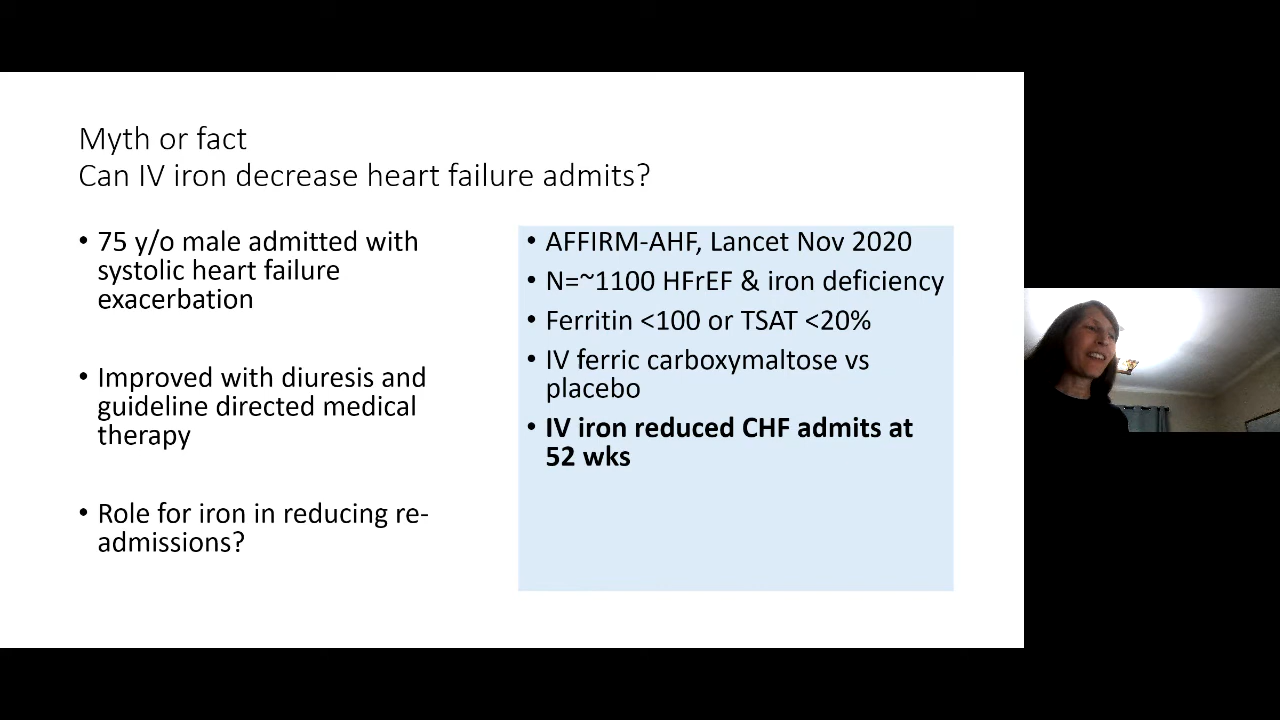 Myth or fact
Can IV iron decrease heart failure admits?
• 75 y/o male admitted with
systolic heart failure
exacerbation
• Improved with diuresis and
guideline directed medical
therapy
• Role for iron in reducing re-
admissions?
• AFFIRM-AHF, Lancet Nov 2020
• N=~1100 HFrEF & iron deficiency
• Ferritin <100 or TSAT <20%
• IV ferric carboxymaltose vs
placebo
• IV iron reduced CHF admits at
52 wks